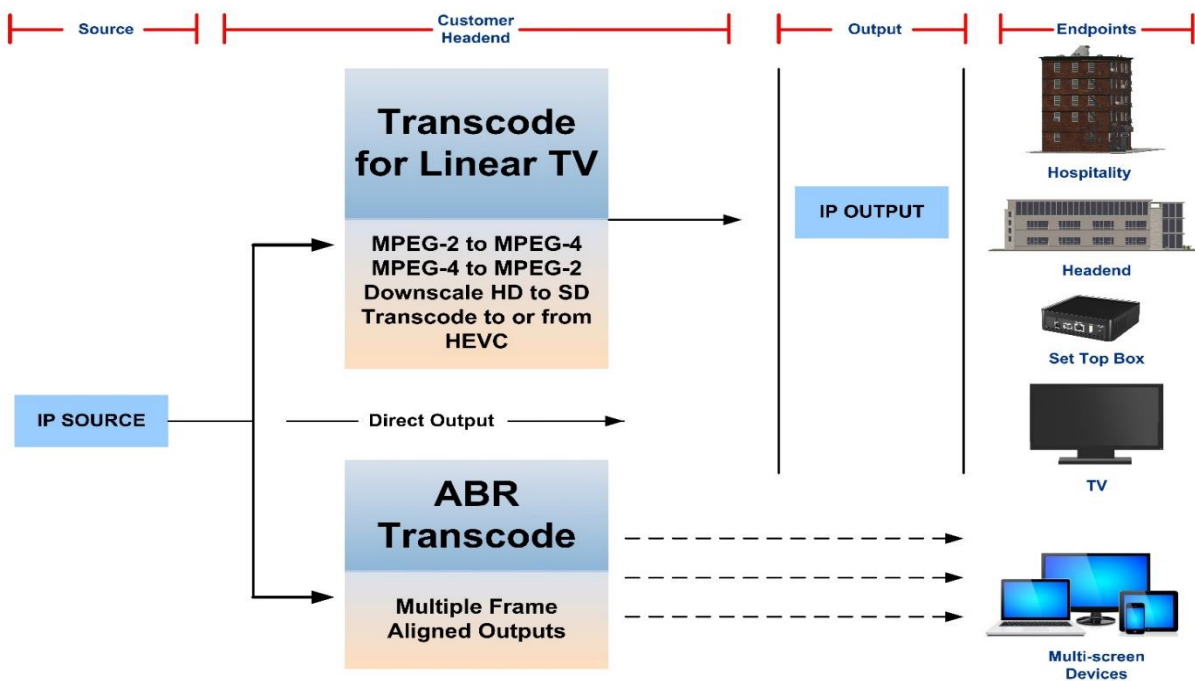 Source
Customer
Headend
Output
Endpoints
Transcode
for Linear TV
MPEG-2 to MPEG-4
MPEG-4 to MPEG-2
Downscale HD to SD
Transcode to or from
HEVC
IP OUTPUT
Hospitality
Headend
Set Top Box
TV
IP SOURCE
Direct Output
ABR
Transcode
Multiple Frame
Aligned Outputs
Multi-screen
Devices